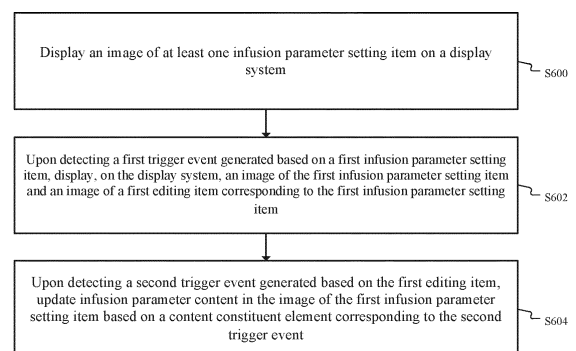 Display an image of at least one infusion parameter setting item on a display
system
S600
Upon detecting a first trigger event generated based on a first infusion parameter setting
item, display, on the display system, an image of the first infusion parameter setting item
and an image of a first editing item corresponding to the first infusion parameter setting
item
S602
Upon detecting a second trigger event generated based on the first editing item,
update infusion parameter content in the image of the first infusion parameter
setting item based on a content constituent element corresponding to the second
trigger event
S604